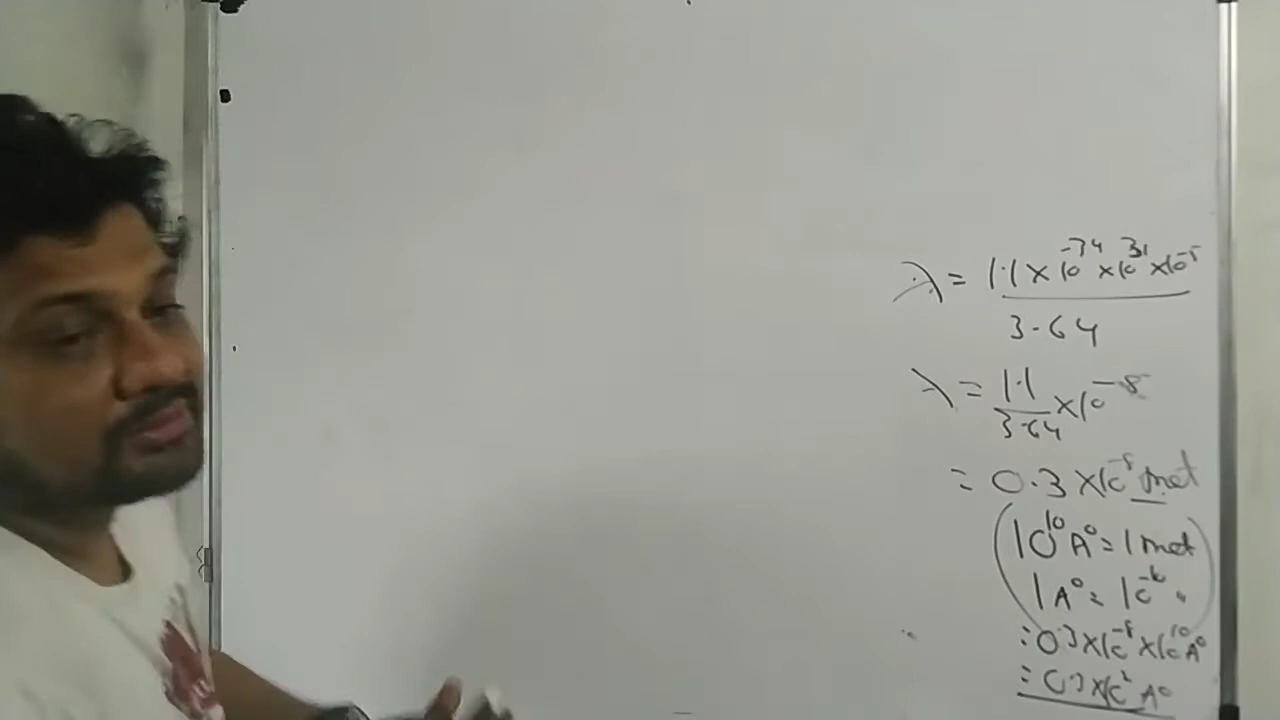 λ = 1.1 × 10⁻³⁴ × 10³¹ × 10⁻⁵
3.64
λ = 1.1/3.64 × 10⁻⁸
= 0.3 × 10⁻⁸ met
10¹⁰ A° = 1 met
1 A° = 10 "
= 0.3 × 10⁻⁸ × 10¹⁰ A°
= 0.3 × 10² A°